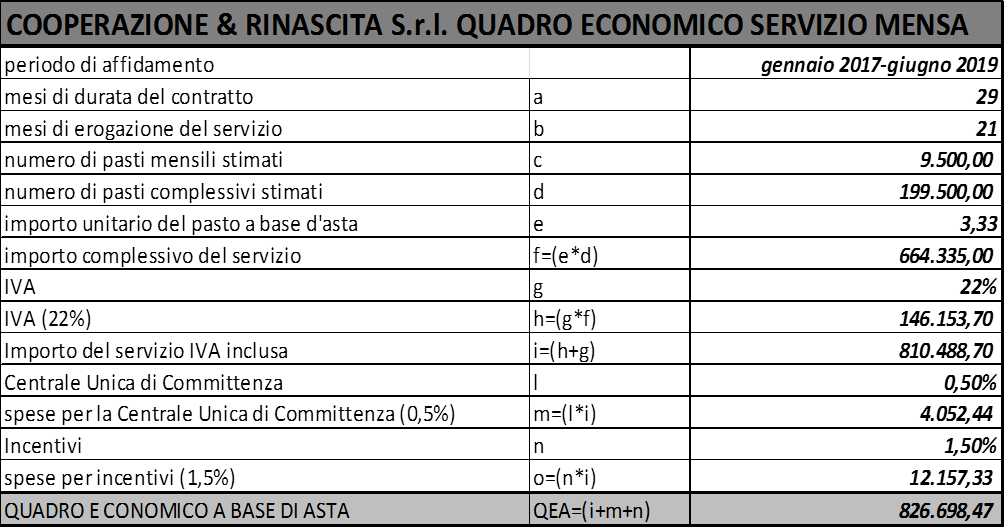 COOPERAZIONE & RINASCITA S.r.l. QUADRO ECONOMICO SERVIZIO MENSA
periodo di affidamento gennaio 2017-giugno 2019
mesi di durata del contratto a 29
mesi di erogazione del servizio b 21
numero di pasti mensili stimati c 9.500,00
numero di pasti complessivi stimati d 199.500,00
importo unitario del pasto a base d'asta e 3,33
importo complessivo del servizio f=(e*d) 664.335,00
IVA g 22%
IVA (22%) h=(g*f) 146.153,70
Importo del servizio IVA inclusa i=(h+g) 810.488,70
Centrale Unica di Committenza l 0,50%
spese per la Centrale Unica di Committenza (0,5%) m=(l*i) 4.052,44
Incentivi n 1,50%
spese per incentivi (1,5%) o=(n*i) 12.157,33
QUADRO E CONOMICO A BASE DI ASTA QEA=(i+m+n) 826.698,47